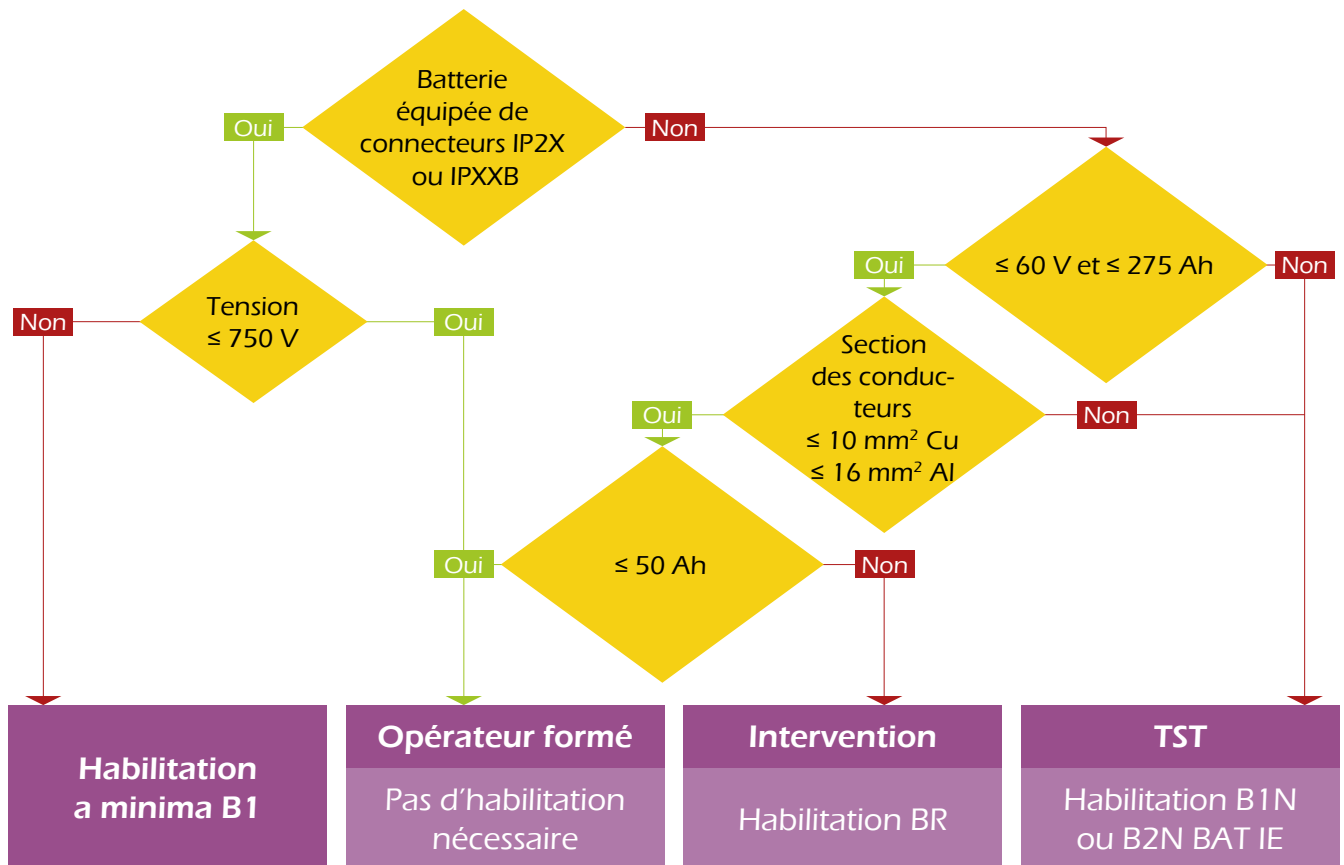 Batterie
équipée de
connecteurs IP2X
ou IPXXB
Oui
Non
≤ 60 V et ≤ 275 Ah
Oui
Non
Tension
≤ 750 V
Non
Oui
Section
des conduc-
teurs
≤ 10 mm² Cu
≤ 16 mm² Al
Oui
Non
≤ 50 Ah
Oui
Non
Habilitation
a minima B1
Opérateur formé
Pas d'habilitation
nécessaire
Intervention
Habilitation BR
TST
Habilitation B1N
ou B2N BAT IE